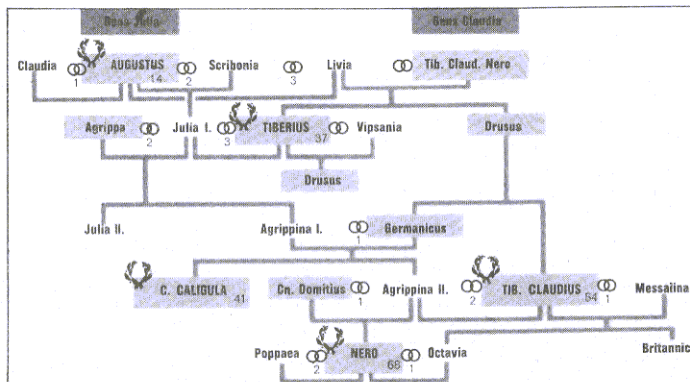 Gens Julia
Gens Claudia
Claudia 1 AUGUSTUS 14 2 Scribonia 3 Livia Tib. Claud. Nero
Agrippa 2 Julia I. 3 TIBERIUS 37 Vipsania Drusus
Drusus
Julia II. Agrippina I. 1 Germanicus
C. CALIGULA 41 Cn. Domitius 1 Agrippina II. 2 TIB. CLAUDIUS 54 1 Messalina
Poppaea 2 NERO 68 1 Octavia Britannic